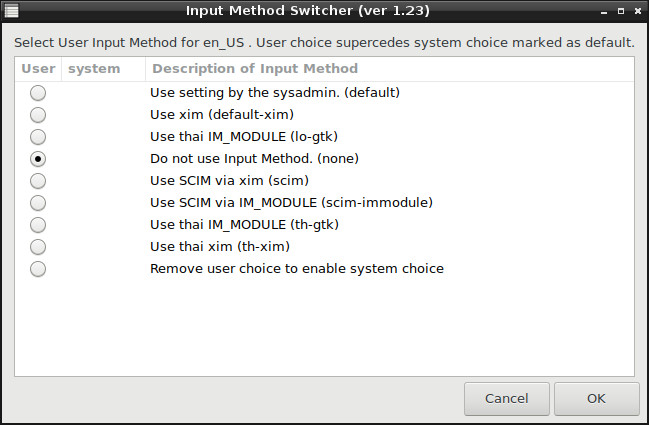 Input Method Switcher (ver 1.23)
Select User Input Method for en_US . User choice supercedes system choice marked as default.
User system Description of Input Method
Use setting by the sysadmin. (default)
Use xim (default-xim)
Use thai IM_MODULE (lo-gtk)
Do not use Input Method. (none)
Use SCIM via xim (scim)
Use SCIM via IM_MODULE (scim-immodule)
Use thai IM_MODULE (th-gtk)
Use thai xim (th-xim)
Remove user choice to enable system choice
Cancel OK